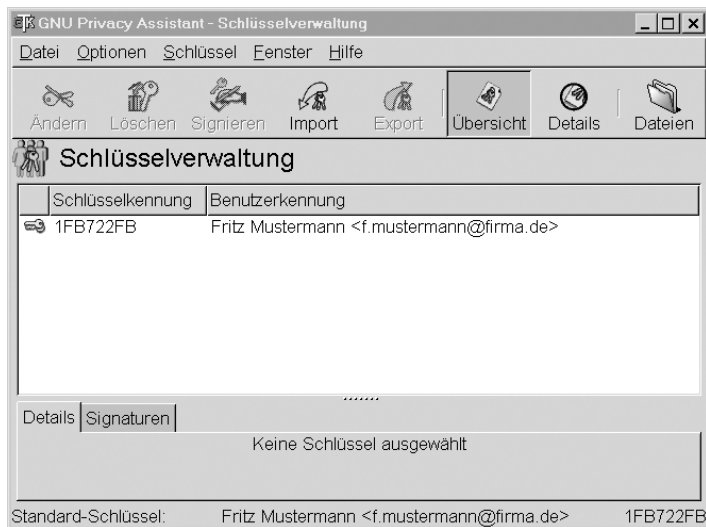 GNU Privacy Assistant - Schlüsselverwaltung
Datei Optionen Schlüssel Fenster Hilfe
Ändern Löschen Signieren Import Export Übersicht Details Dateien
Schlüsselverwaltung
Schlüsselkennung Benutzerkennung
1FB722FB Fritz Mustermann <f.mustermann@firma.de>
Details Signaturen
Keine Schlüssel ausgewählt
Standard-Schlüssel: Fritz Mustermann <f.mustermann@firma.de> 1FB722FB